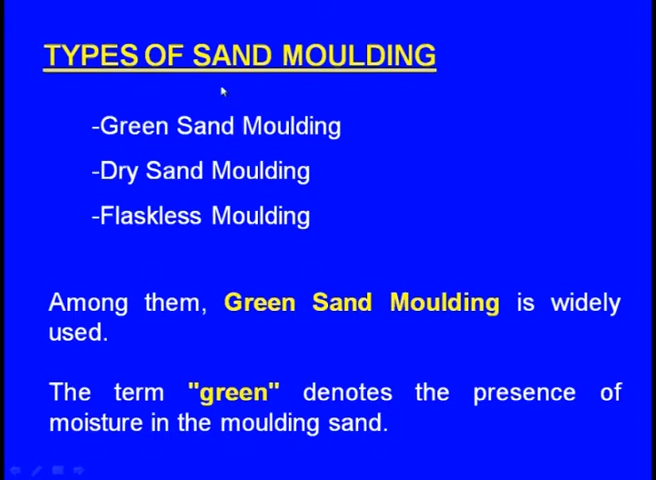 TYPES OF SAND MOULDING
-Green Sand Moulding
-Dry Sand Moulding
-Flaskless Moulding
Among them, Green Sand Moulding is widely
used.
The term "green" denotes the presence of
moisture in the moulding sand.